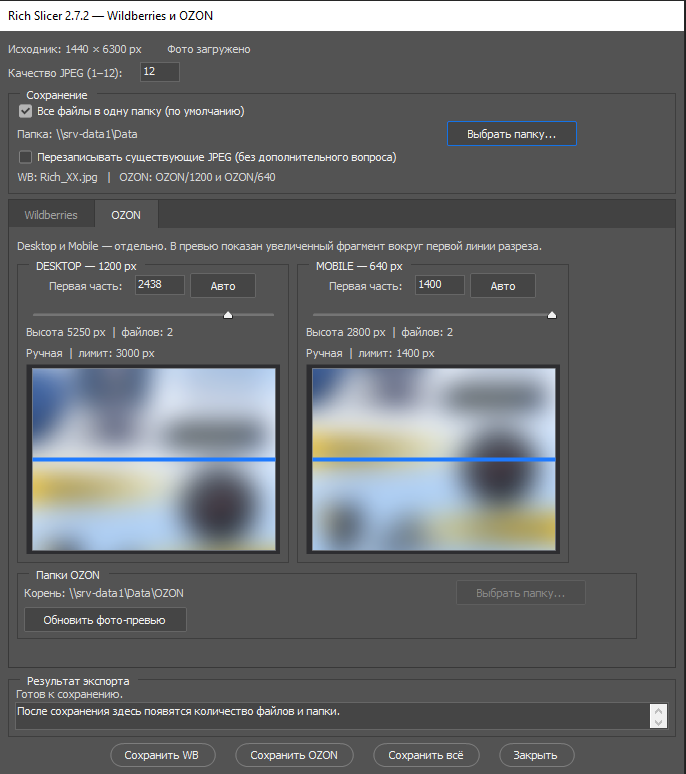 Rich Slicer 2.7.2 — Wildberries и OZON
Исходник: 1440 × 6300 px Фото загружено
Качество JPEG (1–12): 12
Сохранение
Все файлы в одну папку (по умолчанию)
Папка: \\srv-data1\Data Выбрать папку...
Перезаписывать существующие JPEG (без дополнительного вопроса)
WB: Rich_XX.jpg | OZON: OZON/1200 и OZON/640
Wildberries OZON
Desktop и Mobile — отдельно. В превью показан увеличенный фрагмент вокруг первой линии разреза.
DESKTOP — 1200 px
Первая часть: 2438 Авто
Высота 5250 px | файлов: 2
Ручная | лимит: 3000 px
MOBILE — 640 px
Первая часть: 1400 Авто
Высота 2800 px | файлов: 2
Ручная | лимит: 1400 px
Папки OZON
Корень: \\srv-data1\Data\OZON Выбрать папку...
Обновить фото-превью
Результат экспорта
Готов к сохранению.
После сохранения здесь появятся количество файлов и папки.
Сохранить WB Сохранить OZON Сохранить всё Закрыть